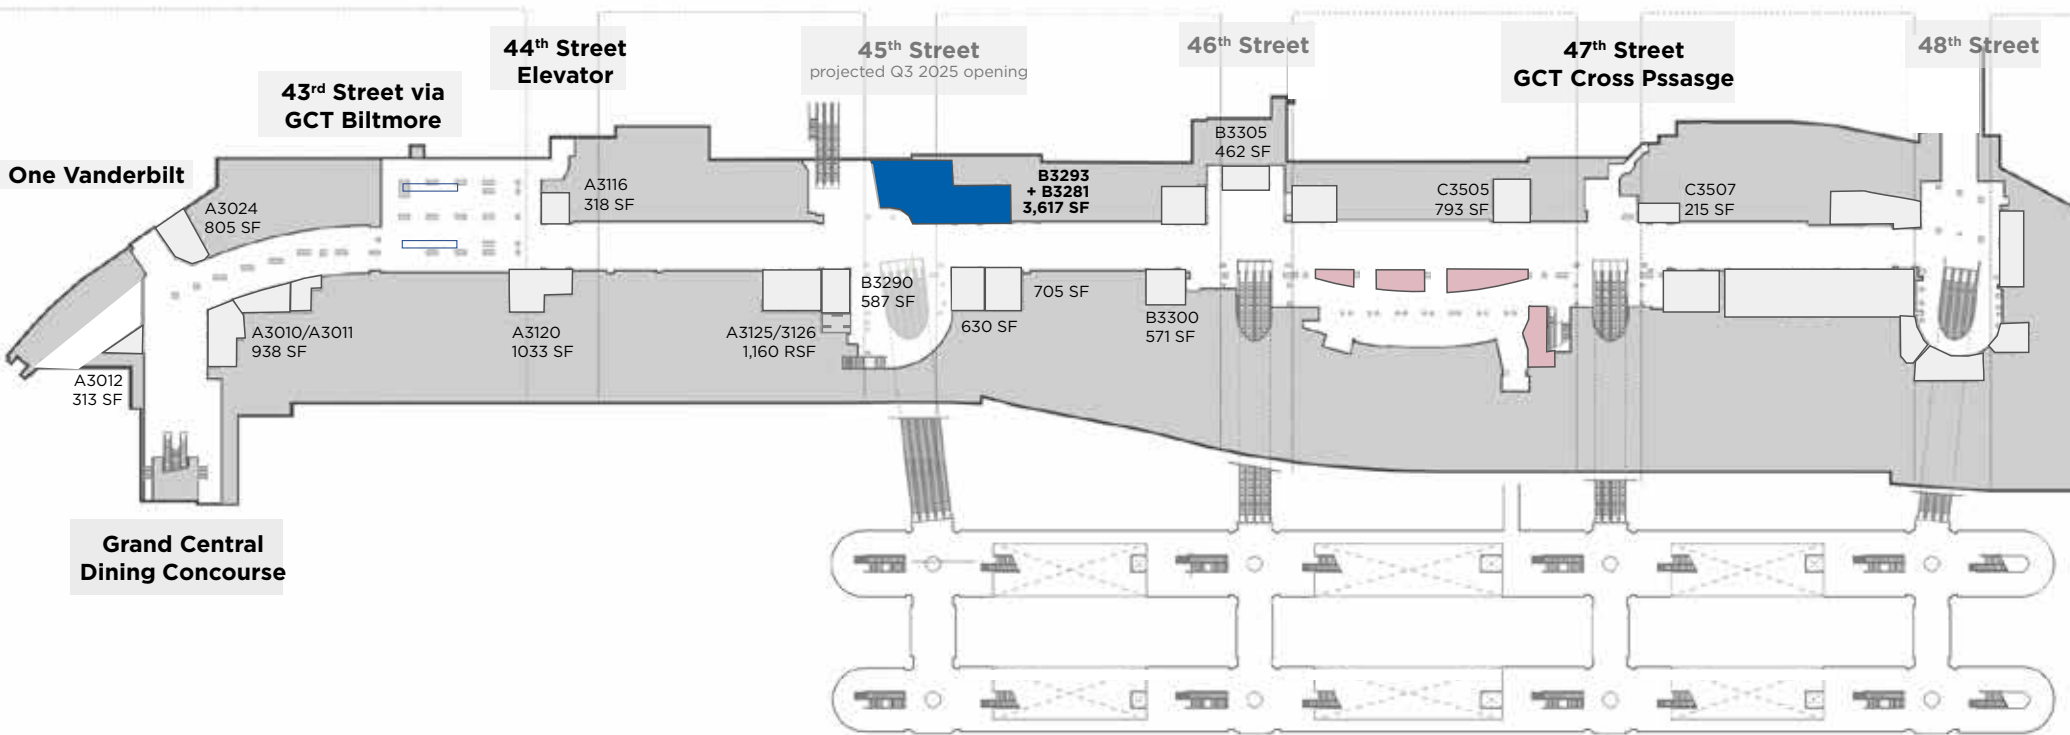 44th Street
Elevator
45th Street
projected Q3 2025 opening
46th Street
47th Street
GCT Cross Pssasge
48th Street
43rd Street via
GCT Biltmore
One Vanderbilt
A3024
805 SF
A3116
318 SF
B3293
+ B3281
3,617 SF
B3305
462 SF
C3505
793 SF
C3507
215 SF
B3290
587 SF
705 SF
630 SF
B3300
571 SF
A3010/A3011
938 SF
A3120
1033 SF
A3125/3126
1,160 RSF
A3012
313 SF
Grand Central
Dining Concourse